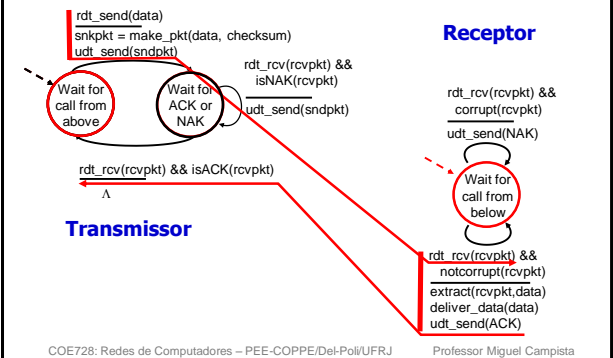 rdt_send(data)
snkpkt = make_pkt(data, checksum)
udt_send(sndpkt)
Receptor
rdt_rcv(rcvpkt) &&
isNAK(rcvpkt)
udt_send(sndpkt)
Wait for
call from
above
Wait for
ACK or
NAK
rdt_rcv(rcvpkt) &&
corrupt(rcvpkt)
udt_send(NAK)
rdt_rcv(rcvpkt) && isACK(rcvpkt)
Λ
Wait for
call from
below
Transmissor
rdt_rcv(rcvpkt) &&
notcorrupt(rcvpkt)
extract(rcvpkt,data)
deliver_data(data)
udt_send(ACK)
COE728: Redes de Computadores – PEE-COPPE/Del-Poli/UFRJ
Professor Miguel Campista